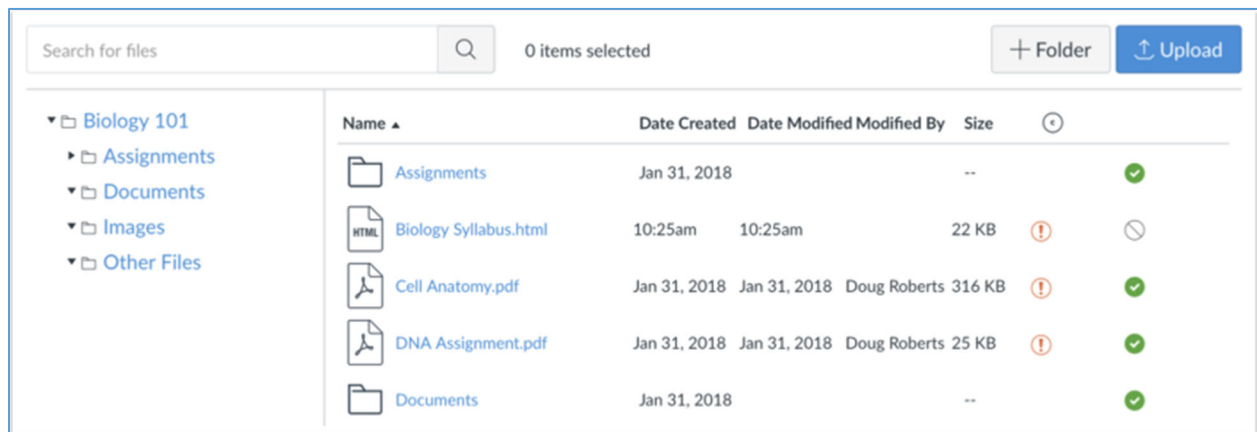 Search for files
0 items selected
+ Folder
Upload
Biology 101
Assignments
Documents
Images
Other Files
Name Date Created Date Modified Modified By Size
Assignments Jan 31, 2018 --
HTML Biology Syllabus.html 10:25am 10:25am 22 KB
Cell Anatomy.pdf Jan 31, 2018 Jan 31, 2018 Doug Roberts 316 KB
DNA Assignment.pdf Jan 31, 2018 Jan 31, 2018 Doug Roberts 25 KB
Documents Jan 31, 2018 --